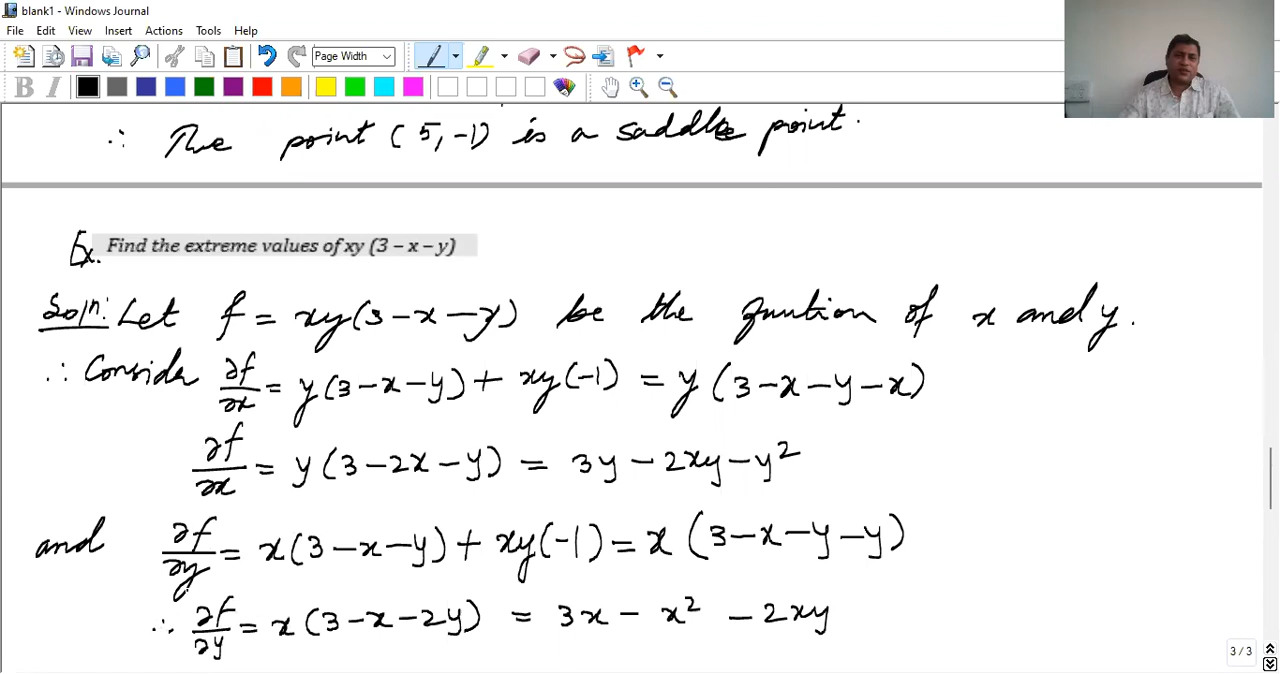 blank1 - Windows Journal
File Edit View Insert Actions Tools Help
Page Width
B I
∴ The point (5, -1) is a saddle point.
Ex. Find the extreme values of xy (3 – x – y)
Soln: Let f = xy(3-x-y) be the function of x and y.
∴ Consider ∂f/∂x = y(3-x-y) + xy(-1) = y(3-x-y-x)
∂f/∂x = y(3-2x-y) = 3y - 2xy - y²
and ∂f/∂y = x(3-x-y) + xy(-1) = x(3-x-y-y)
∴ ∂f/∂y = x(3-x-2y) = 3x - x² - 2xy
3 / 3